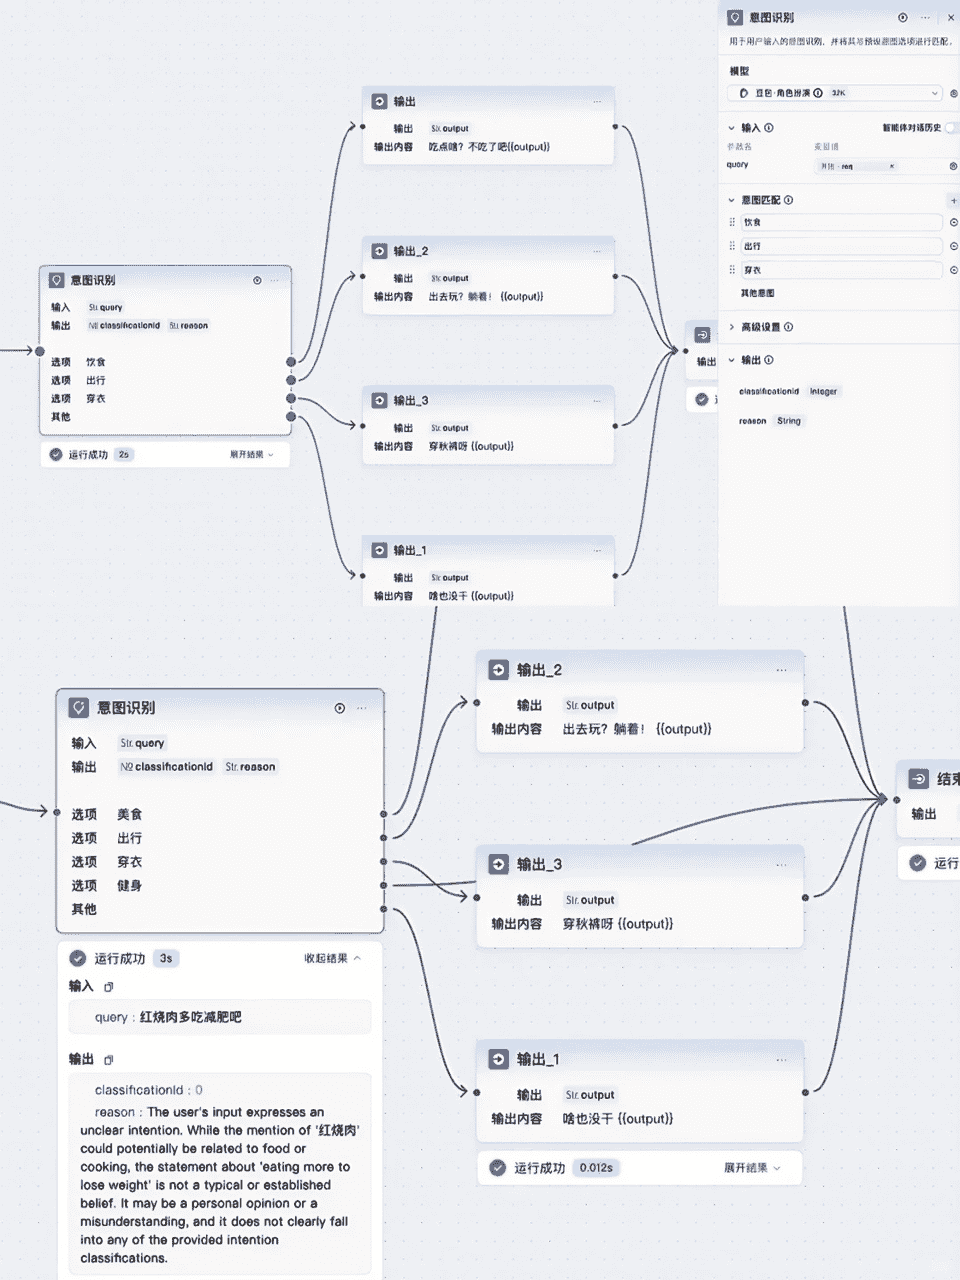 意图识别
输入 Str. query
输出 № classificationId Str. reason
选项 饮食
选项 出行
选项 穿衣
其他
运行成功 2s 展开结果
输出
输出 Str. output
输出内容 吃点啥？不吃了吧{{output}}
输出_2
输出 Str. output
输出内容 出去玩？躺着！ {{output}}
输出_3
输出 Str. output
输出内容 穿秋裤呀 {{output}}
输出_1
输出 Str. output
输出内容 啥也没干 {{output}}
输出
意图识别
用于用户输入的意图识别，并将其与预设意图选项进行匹配。
模型
豆包·角色扮演 32K
输入 智能体对话历史
参数名 变量值
query
意图匹配
饮食
出行
穿衣
其他意图
高级设置
输出
classificationId Integer
reason String
意图识别
输入 Str. query
输出 № classificationId Str. reason
选项 美食
选项 出行
选项 穿衣
选项 健身
其他
运行成功 3s 收起结果
输入
query : 红烧肉多吃减肥吧
输出
classificationId : 0
reason : The user's input expresses an
unclear intention. While the mention of '红烧肉'
could potentially be related to food or
cooking, the statement about 'eating more to
lose weight' is not a typical or established
belief. It may be a personal opinion or a
misunderstanding, and it does not clearly fall
into any of the provided intention
classifications.
输出_2
输出 Str. output
输出内容 出去玩？躺着！ {{output}}
输出_3
输出 Str. output
输出内容 穿秋裤呀 {{output}}
输出_1
输出 Str. output
输出内容 啥也没干 {{output}}
运行成功 0.012s 展开结果
结束
输出
运行